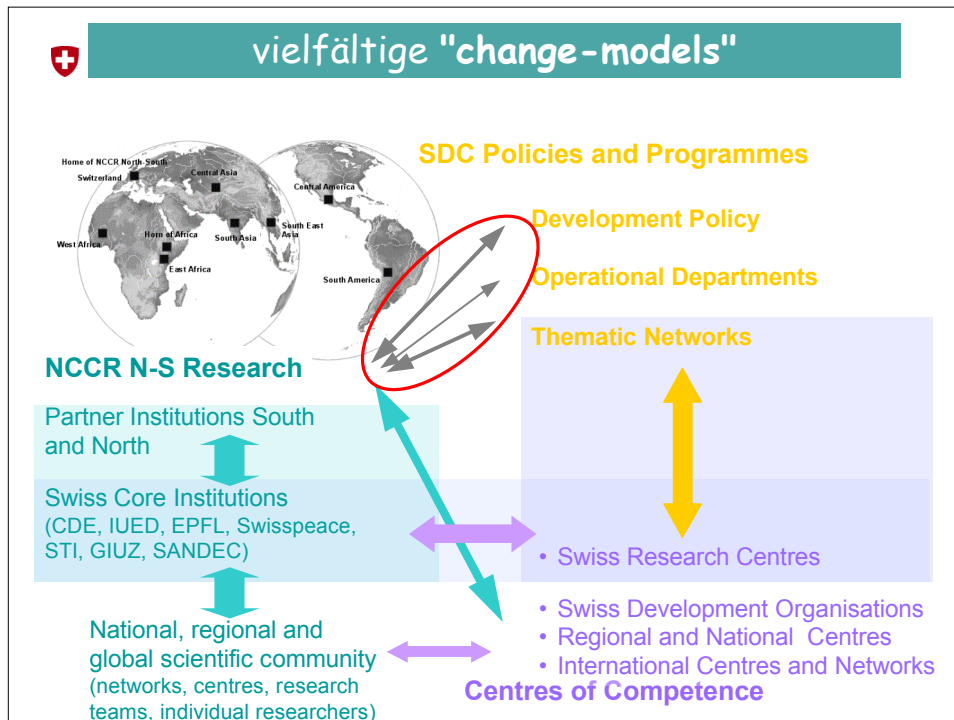 vielfältige "change-models"
SDC Policies and Programmes
Home of NCCR North-South
Switzerland
Central Asia
Central America
West Africa
Horn of Africa
South Asia
South East
Asia
East Africa
South America
Development Policy
Operational Departments
Thematic Networks
NCCR N-S Research
Partner Institutions South
and North
Swiss Core Institutions
(CDE, IUED, EPFL, Swisspeace,
STI, GIUZ, SANDEC)
• Swiss Research Centres
National, regional and
global scientific community
(networks, centres, research
teams, individual researchers)
• Swiss Development Organisations
• Regional and National Centres
• International Centres and Networks
Centres of Competence